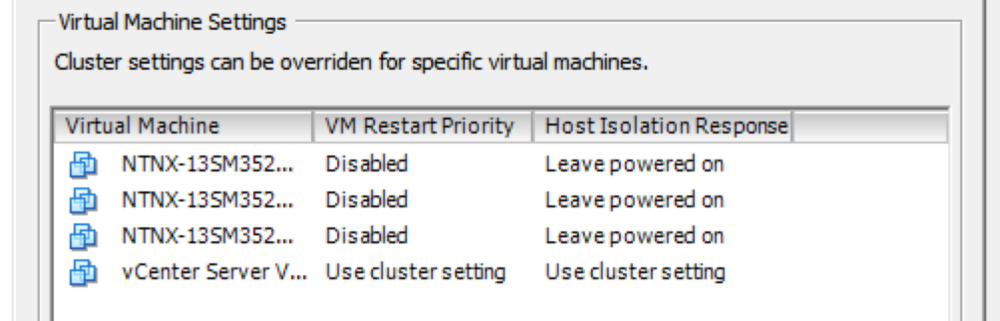 Virtual Machine Settings
Cluster settings can be overriden for specific virtual machines.
Virtual Machine VM Restart Priority Host Isolation Response
NTNX-13SM352... Disabled Leave powered on
NTNX-13SM352... Disabled Leave powered on
NTNX-13SM352... Disabled Leave powered on
vCenter Server V... Use cluster setting Use cluster setting